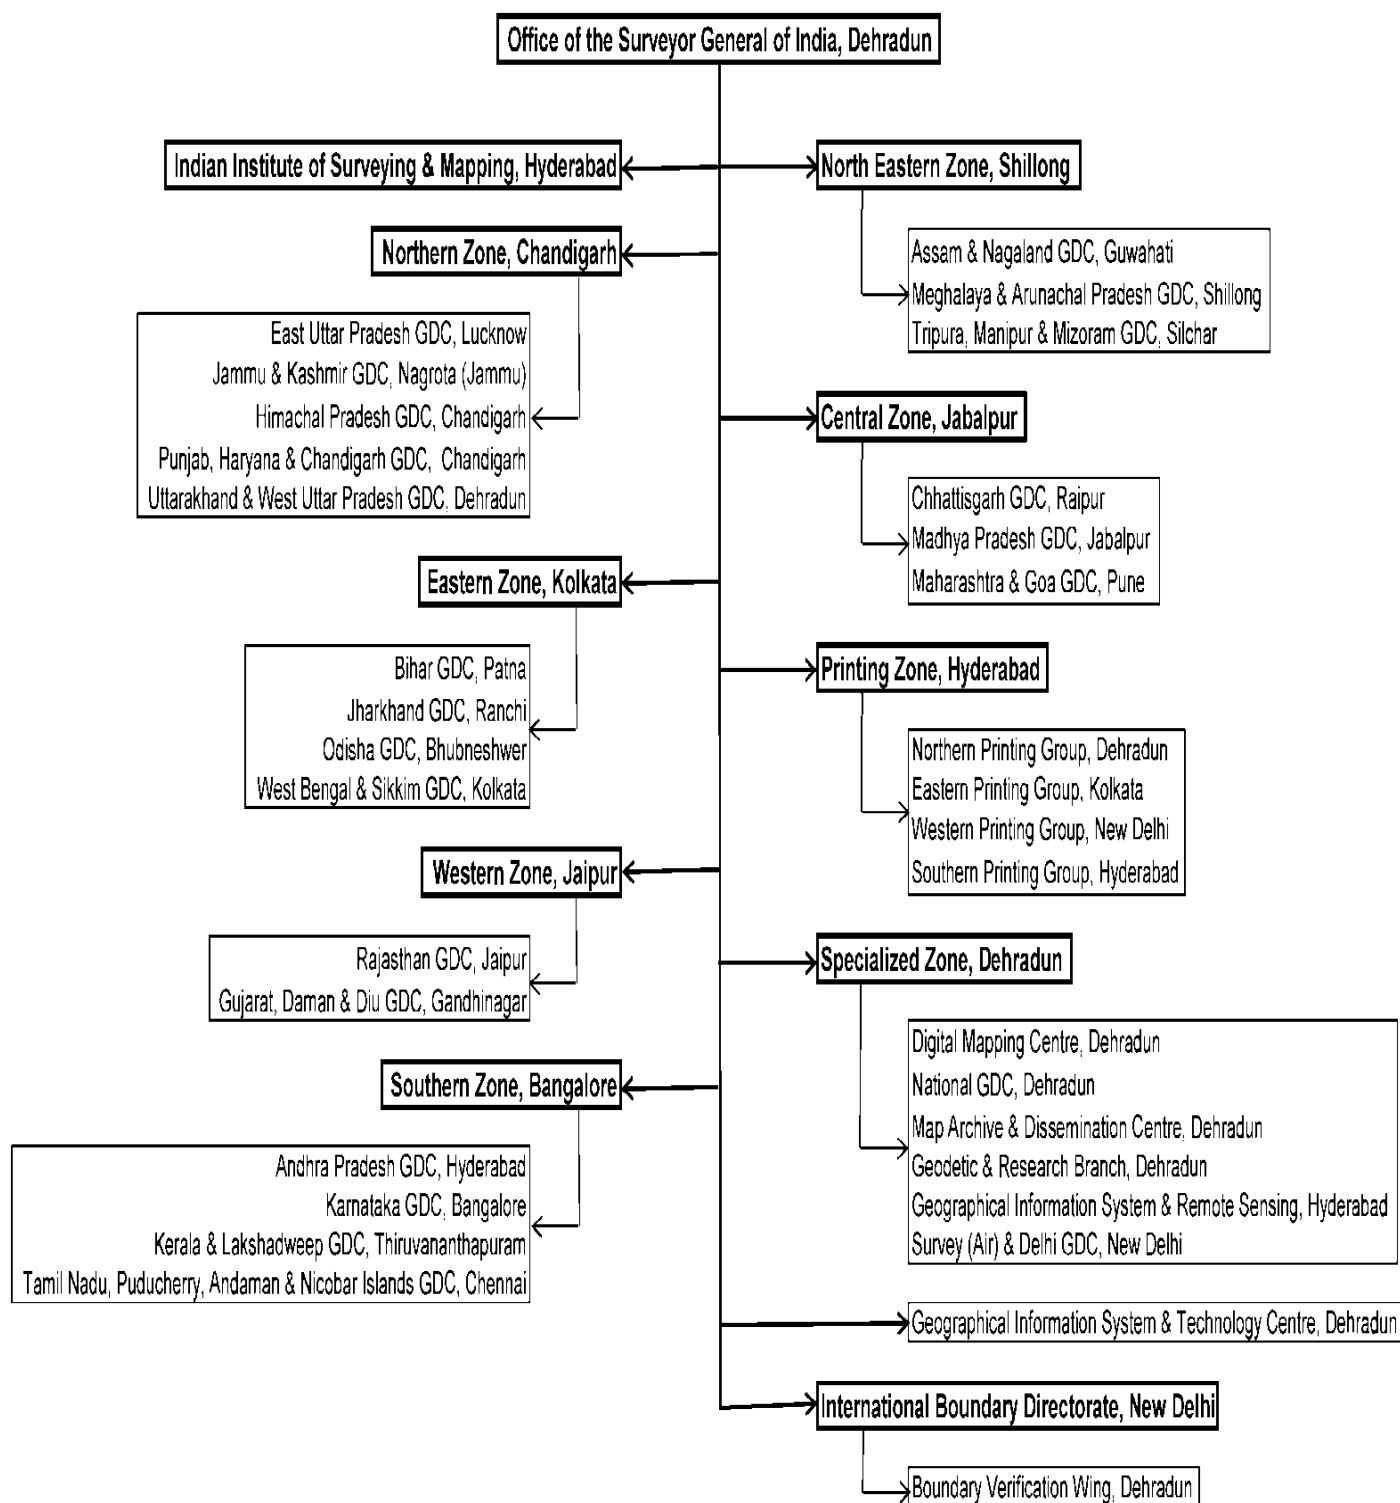 Office of the Surveyor General of India, Dehradun
Indian Institute of Surveying & Mapping, Hyderabad
Northern Zone, Chandigarh
East Uttar Pradesh GDC, Lucknow
Jammu & Kashmir GDC, Nagrota (Jammu)
Himachal Pradesh GDC, Chandigarh
Punjab, Haryana & Chandigarh GDC, Chandigarh
Uttarakhand & West Uttar Pradesh GDC, Dehradun
Eastern Zone, Kolkata
Bihar GDC, Patna
Jharkhand GDC, Ranchi
Odisha GDC, Bhubneshwer
West Bengal & Sikkim GDC, Kolkata
Western Zone, Jaipur
Rajasthan GDC, Jaipur
Gujarat, Daman & Diu GDC, Gandhinagar
Southern Zone, Bangalore
Andhra Pradesh GDC, Hyderabad
Karnataka GDC, Bangalore
Kerala & Lakshadweep GDC, Thiruvananthapuram
Tamil Nadu, Puducherry, Andaman & Nicobar Islands GDC, Chennai
North Eastern Zone, Shillong
Assam & Nagaland GDC, Guwahati
Meghalaya & Arunachal Pradesh GDC, Shillong
Tripura, Manipur & Mizoram GDC, Silchar
Central Zone, Jabalpur
Chhattisgarh GDC, Raipur
Madhya Pradesh GDC, Jabalpur
Maharashtra & Goa GDC, Pune
Printing Zone, Hyderabad
Northern Printing Group, Dehradun
Eastern Printing Group, Kolkata
Western Printing Group, New Delhi
Southern Printing Group, Hyderabad
Specialized Zone, Dehradun
Digital Mapping Centre, Dehradun
National GDC, Dehradun
Map Archive & Dissemination Centre, Dehradun
Geodetic & Research Branch, Dehradun
Geographical Information System & Remote Sensing, Hyderabad
Survey (Air) & Delhi GDC, New Delhi
Geographical Information System & Technology Centre, Dehradun
International Boundary Directorate, New Delhi
Boundary Verification Wing, Dehradun